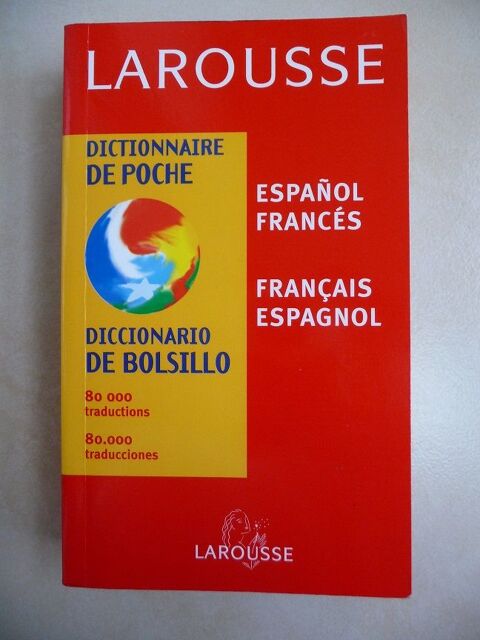 LAROUSSE
DICTIONNAIRE
DE POCHE
DICCIONARIO
DE BOLSILLO
80 000
traductions
80.000
traducciones
ESPAÑOL
FRANCÉS
FRANÇAIS
ESPAGNOL
LAROUSSE